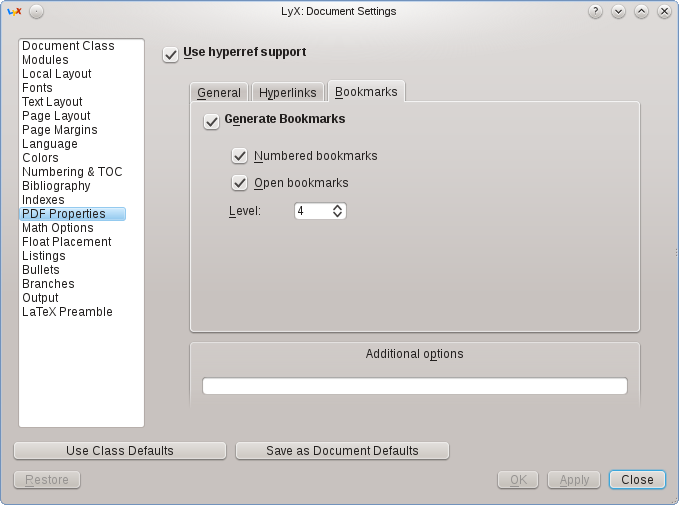 LyX: Document Settings
Document Class
Modules
Local Layout
Fonts
Text Layout
Page Layout
Page Margins
Language
Colors
Numbering & TOC
Bibliography
Indexes
PDF Properties
Math Options
Float Placement
Listings
Bullets
Branches
Output
LaTeX Preamble
Use hyperref support
General Hyperlinks Bookmarks
Generate Bookmarks
Numbered bookmarks
Open bookmarks
Level: 4
Additional options
Use Class Defaults Save as Document Defaults
Restore OK Apply Close